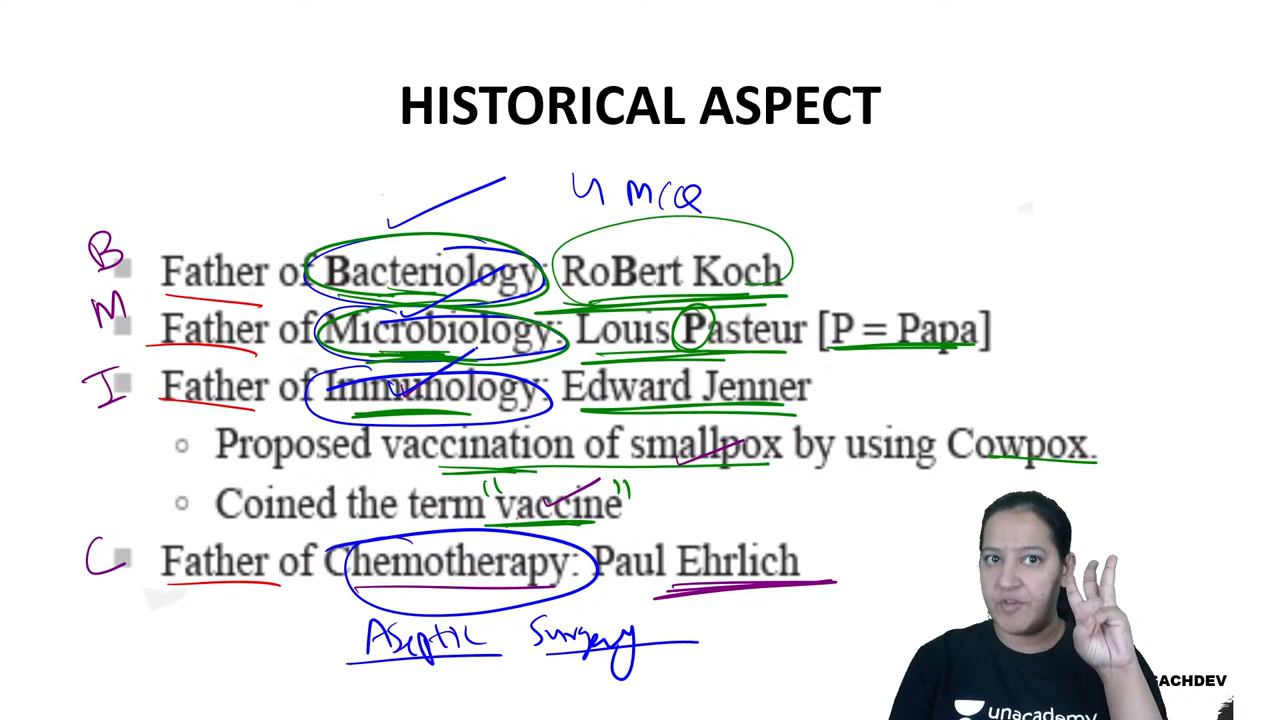 HISTORICAL ASPECT
4 MCQ
B Father of Bacteriology: RoBert Koch
M Father of Microbiology: Louis Pasteur [P = Papa]
I Father of Immunology: Edward Jenner
Proposed vaccination of smallpox by using Cowpox.
Coined the term "vaccine"
C Father of Chemotherapy: Paul Ehrlich
Aseptic Surgery
SACHDEV
unacademy